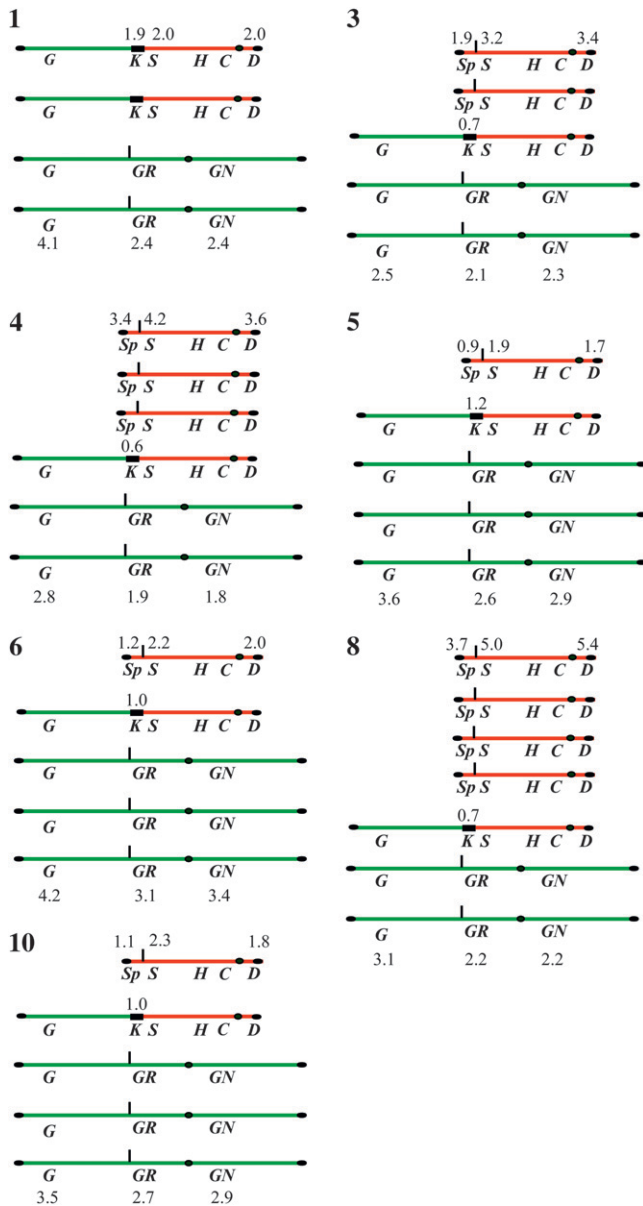 1
1.9 2.0 2.0
G K S H C D
G K S H C D
G GR GN
G GR GN
4.1 2.4 2.4
3
1.9 3.2 3.4
Sp S H C D
Sp S H C D
0.7
G K S H C D
G GR GN
G GR GN
2.5 2.1 2.3
4
3.4 4.2 3.6
Sp S H C D
Sp S H C D
Sp S H C D
0.6
G K S H C D
G GR GN
G GR GN
2.8 1.9 1.8
5
0.9 1.9 1.7
Sp S H C D
1.2
G K S H C D
G GR GN
G GR GN
G GR GN
3.6 2.6 2.9
6
1.2 2.2 2.0
Sp S H C D
1.0
G K S H C D
G GR GN
G GR GN
G GR GN
4.2 3.1 3.4
8
3.7 5.0 5.4
Sp S H C D
Sp S H C D
Sp S H C D
Sp S H C D
0.7
G K S H C D
G GR GN
G GR GN
3.1 2.2 2.2
10
1.1 2.3 1.8
Sp S H C D
1.0
G K S H C D
G GR GN
G GR GN
G GR GN
3.5 2.7 2.9